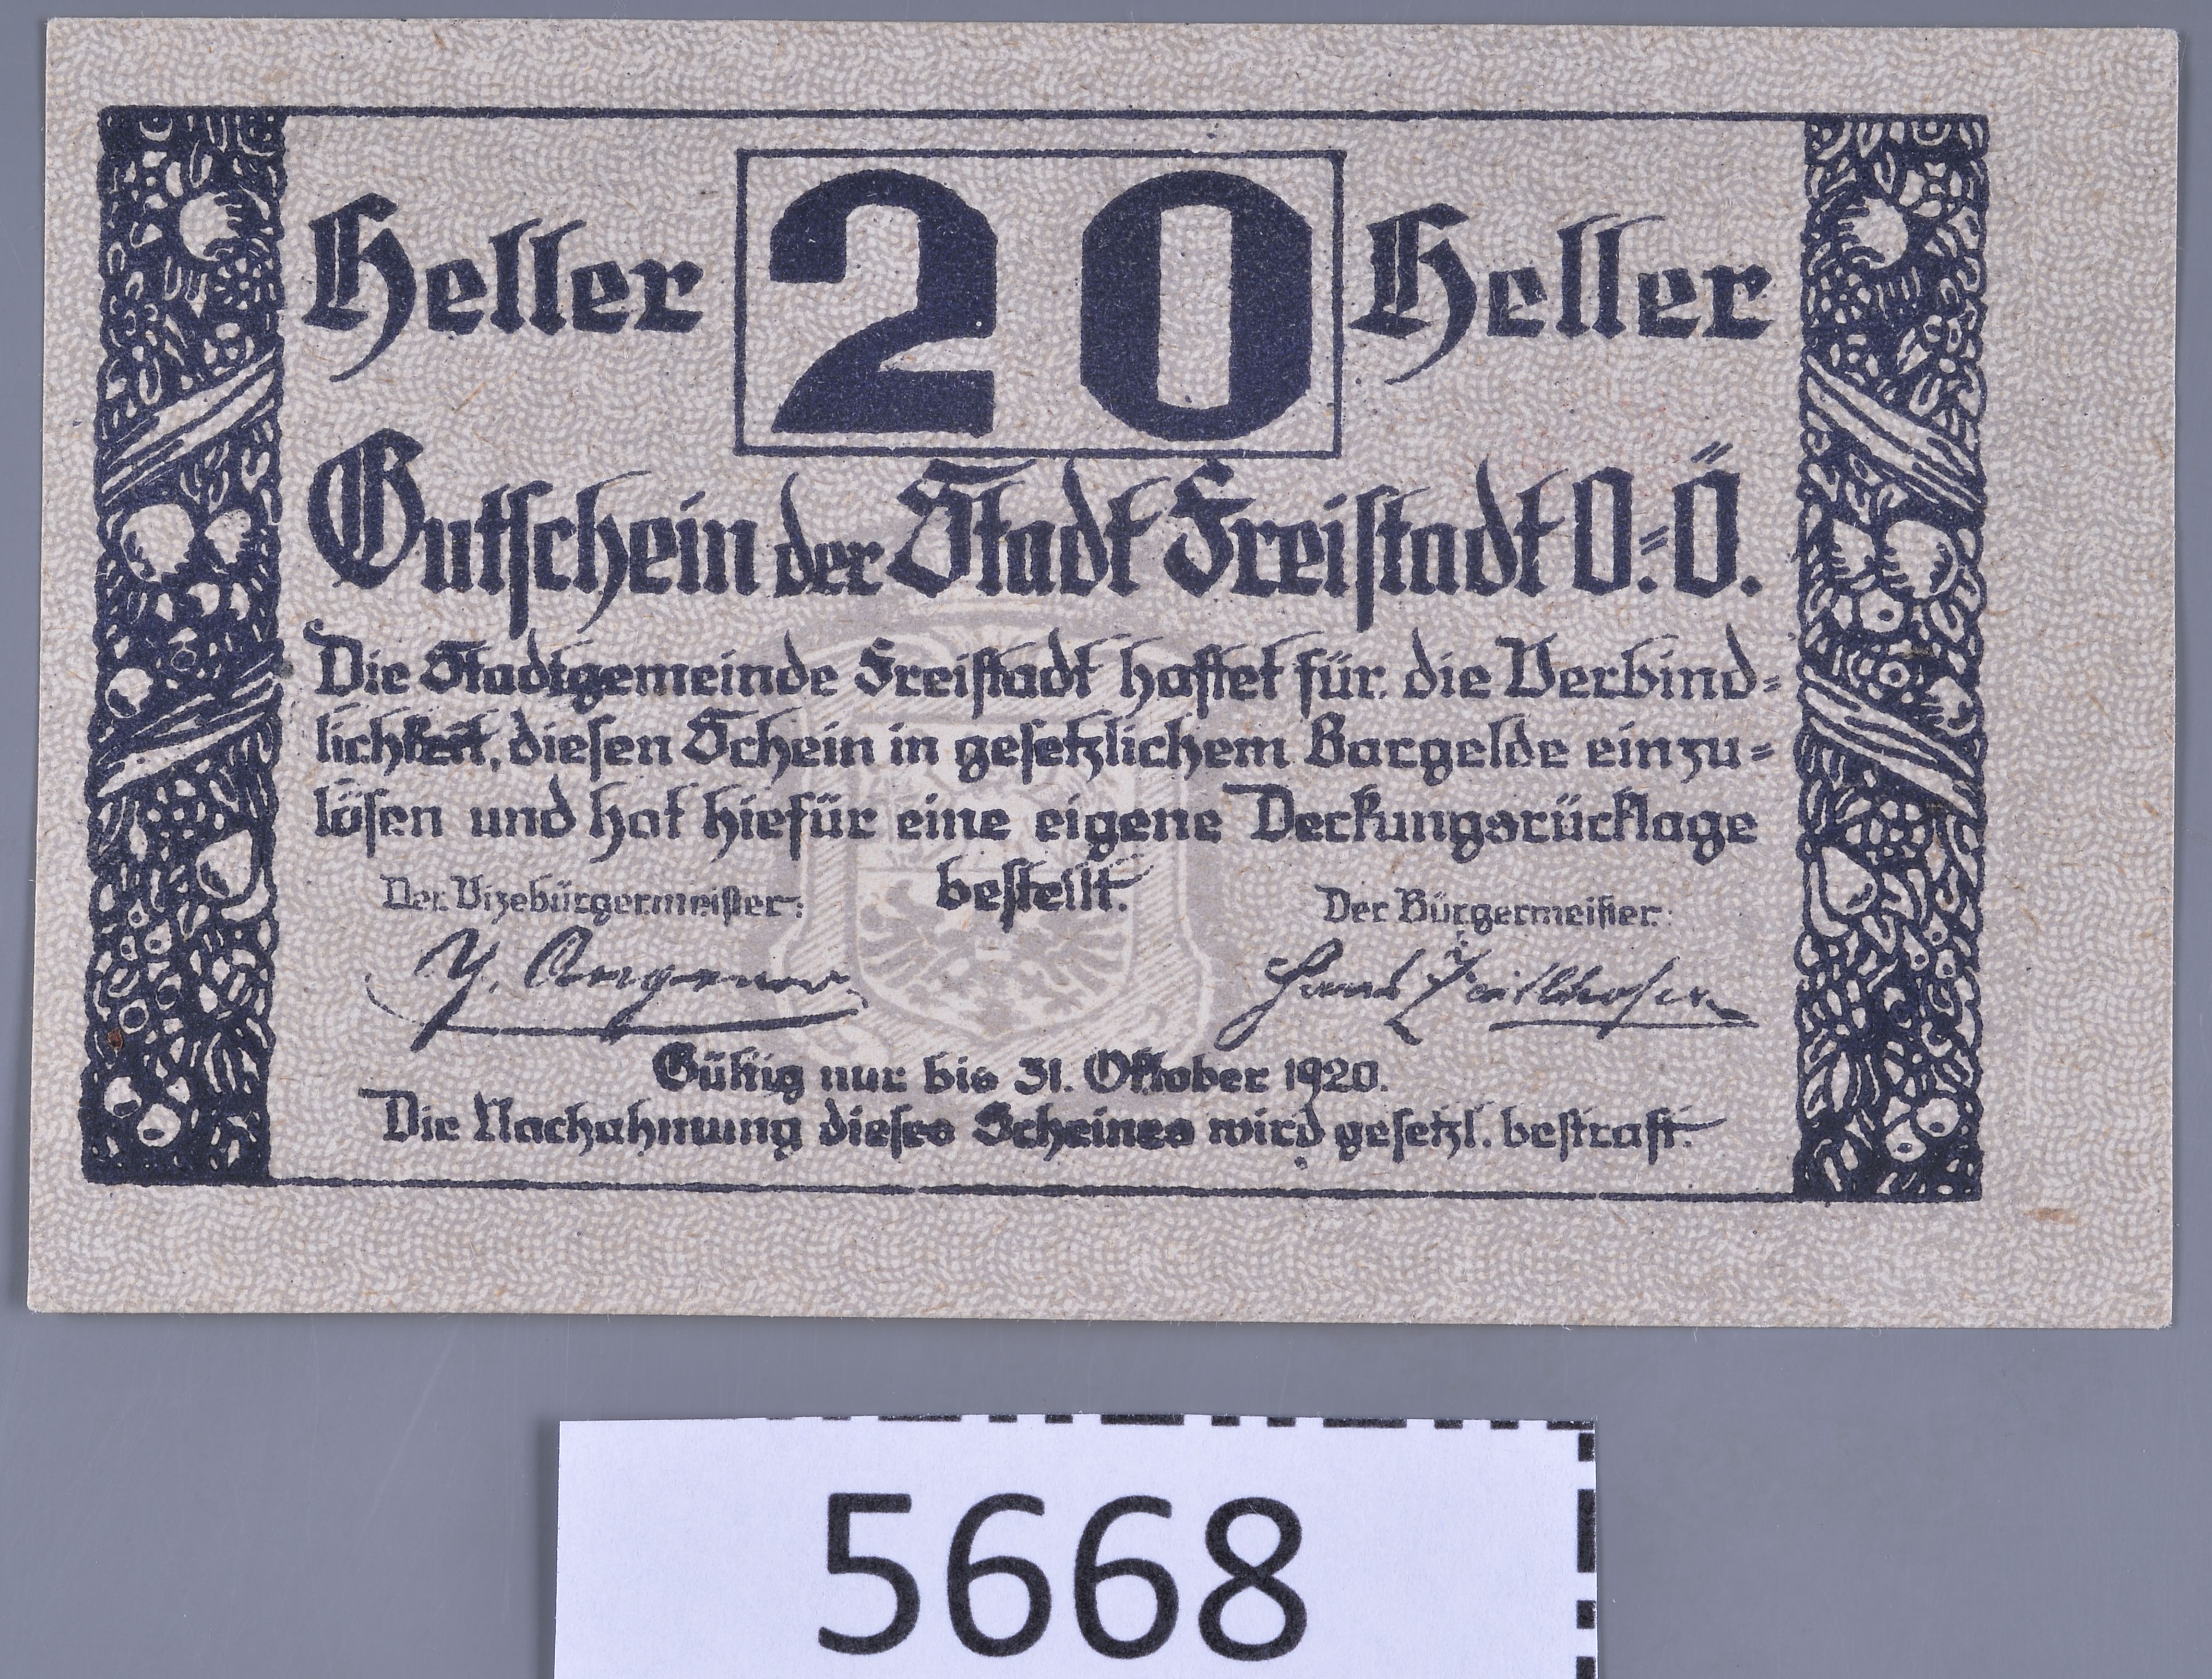 Heller 20 Heller
Gutschein der Stadt Freistadt O.=Ö.
Die Stadtgemeinde Freistadt haftet für die Verbind=
lichkeit, diesen Schein in gesetzlichem Bargelde einzu=
lösen und hat hiefür eine eigene Deckungsrücklage
bestellt.
Der Vizebürgermeister: Der Bürgermeister:
Gültig nur bis 31. Oktober 1920.
Die Nachahmung dieses Scheines wird gesetzl. bestraft.
5668